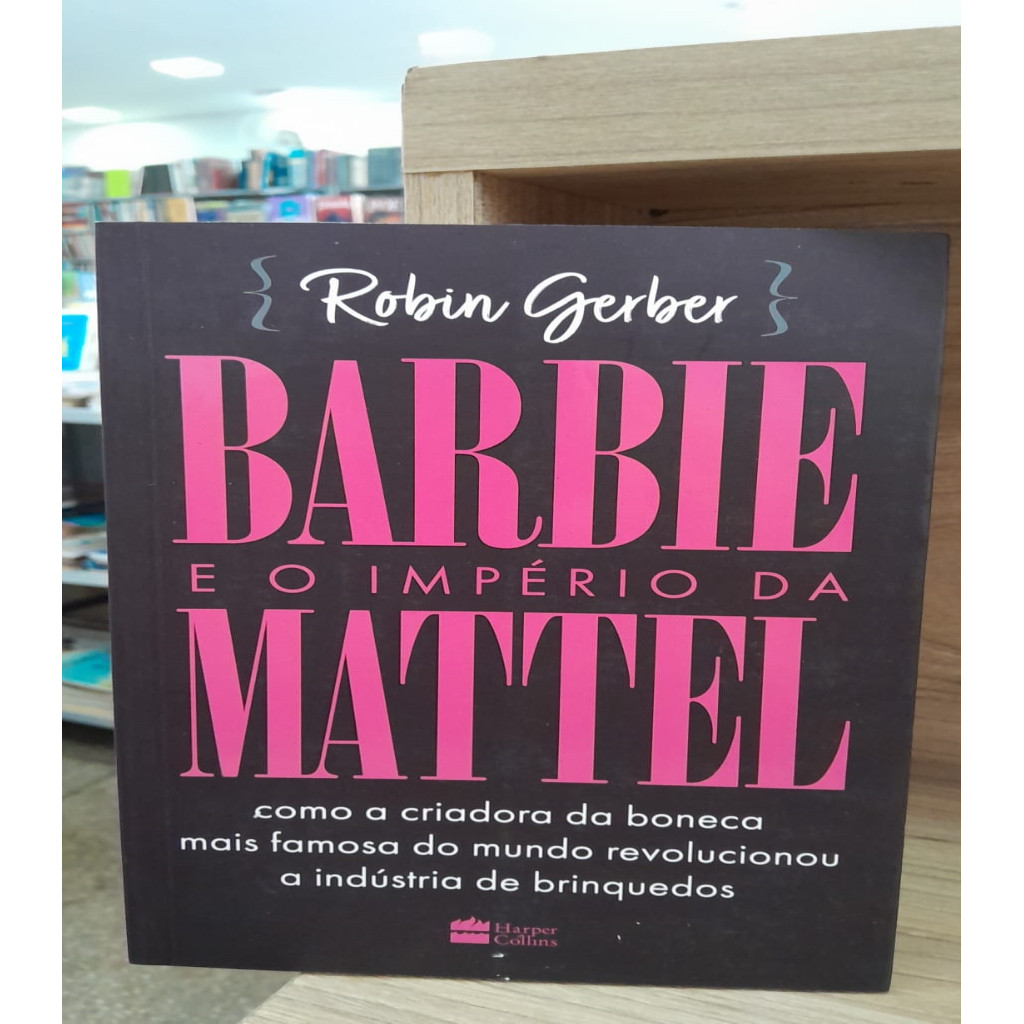 Robin Gerber
BARBIE
E O IMPÉRIO DA
MATTEL
como a criadora da boneca
mais famosa do mundo revolucionou
a indústria de brinquedos
Harper
Collins